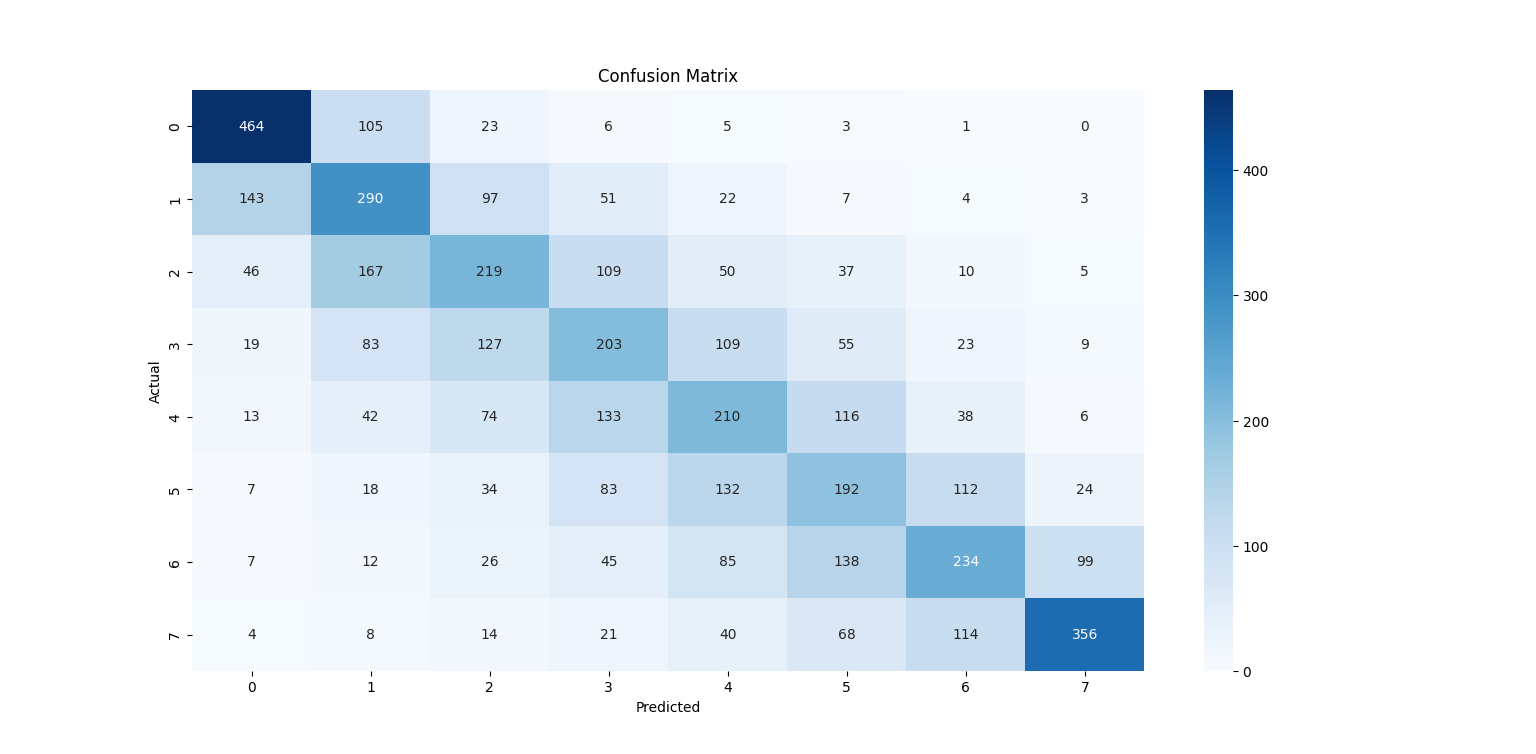 Confusion Matrix
0 464 105 23 6 5 3 1 0
1 143 290 97 51 22 7 4 3
2 46 167 219 109 50 37 10 5
3 19 83 127 203 109 55 23 9
4 13 42 74 133 210 116 38 6
5 7 18 34 83 132 192 112 24
6 7 12 26 45 85 138 234 99
7 4 8 14 21 40 68 114 356
0 1 2 3 4 5 6 7
Predicted
Actual
400
300
200
100
0